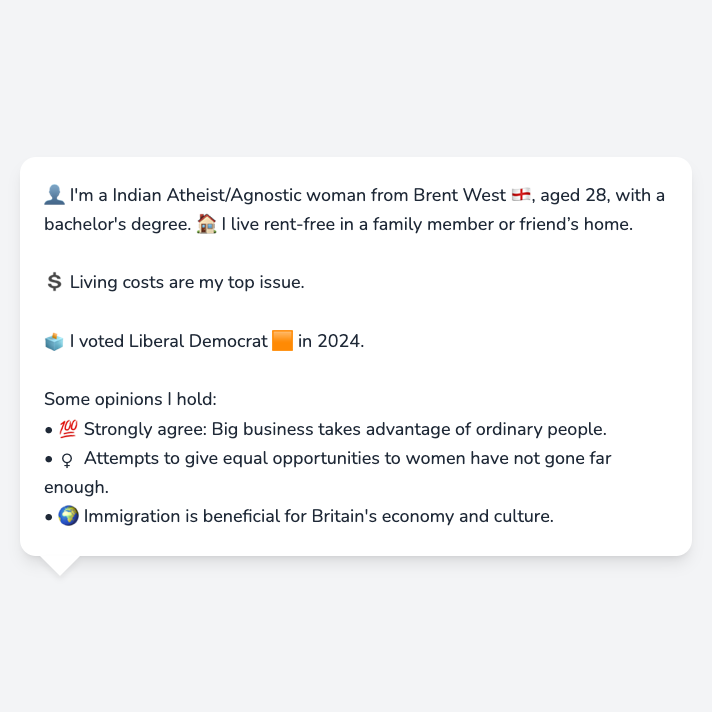 👤 I'm a Indian Atheist/Agnostic woman from Brent West 🏴󠁧󠁢󠁥󠁮󠁧󠁿, aged 28, with a
bachelor's degree. 🏠 I live rent-free in a family member or friend’s home.
💲 Living costs are my top issue.
🗳️ I voted Liberal Democrat 🟧 in 2024.
Some opinions I hold:
• 💯 Strongly agree: Big business takes advantage of ordinary people.
• ♀ Attempts to give equal opportunities to women have not gone far
enough.
• 🌍 Immigration is beneficial for Britain's economy and culture.